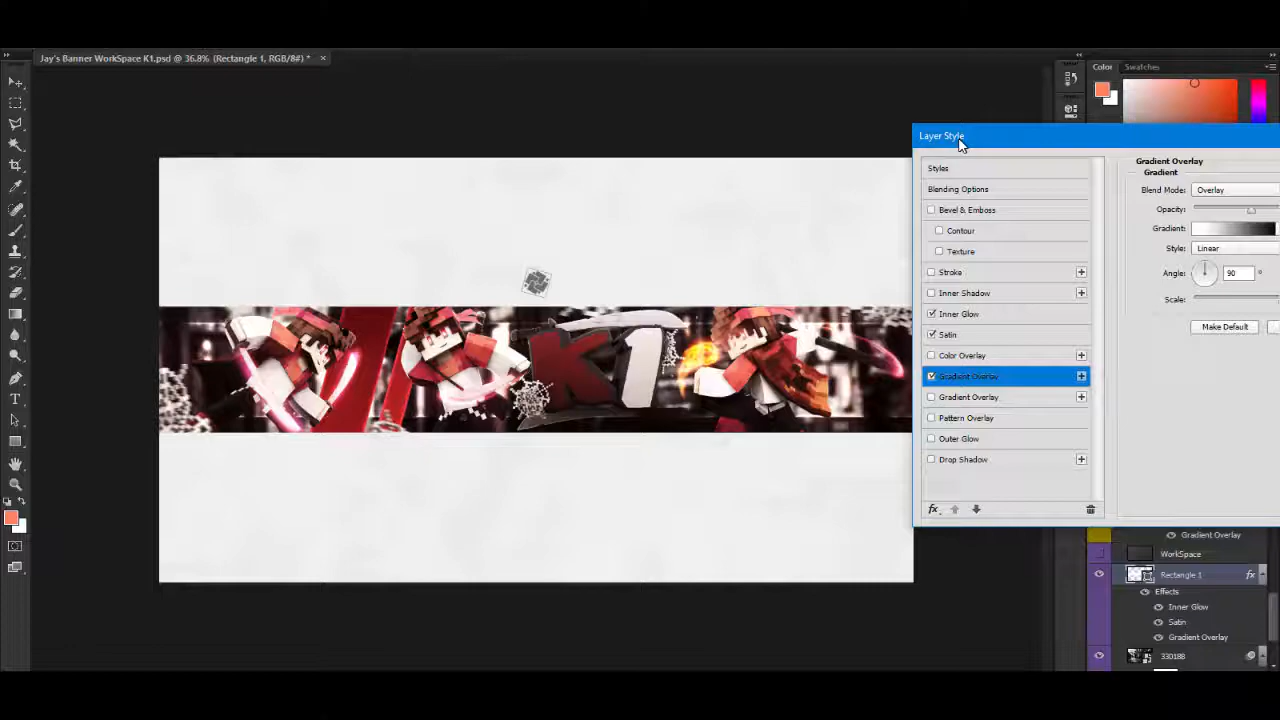 Jay's Banner WorkSpace K1.psd @ 36.8% (Rectangle 1, RGB/8#) *
Color
Swatches
Layer Style
Styles
Blending Options
Bevel & Emboss
Contour
Texture
Stroke
Inner Shadow
Inner Glow
Satin
Color Overlay
Gradient Overlay
Gradient Overlay
Pattern Overlay
Outer Glow
Drop Shadow
fx
Gradient Overlay
Gradient
Blend Mode: Overlay
Opacity:
Gradient:
Style: Linear
Angle: 90 °
Scale:
Make Default
K1
Gradient Overlay
WorkSpace
Rectangle 1 fx
Effects
Inner Glow
Satin
Gradient Overlay
330188